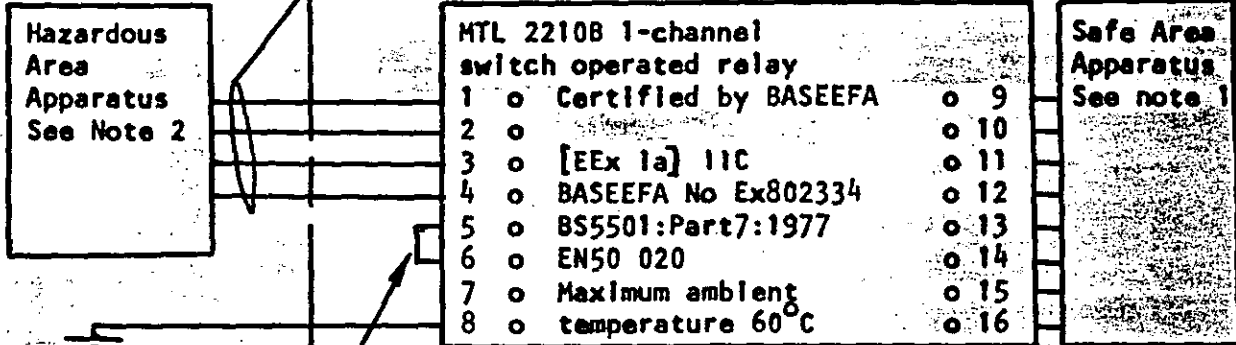 Hazardous
Area
Apparatus
See Note 2
MTL 2210B 1-channel
switch operated relay
1 o Certified by BASEEFA o 9
2 o o 10
3 o [EEx ia] IIC o 11
4 o BASEEFA No Ex802334 o 12
5 o BS5501:Part7:1977 o 13
6 o EN50 020 o 14
7 o Maximum ambient o 15
8 o temperature 60°C o 16
Safe Area
Apparatus
See note 1